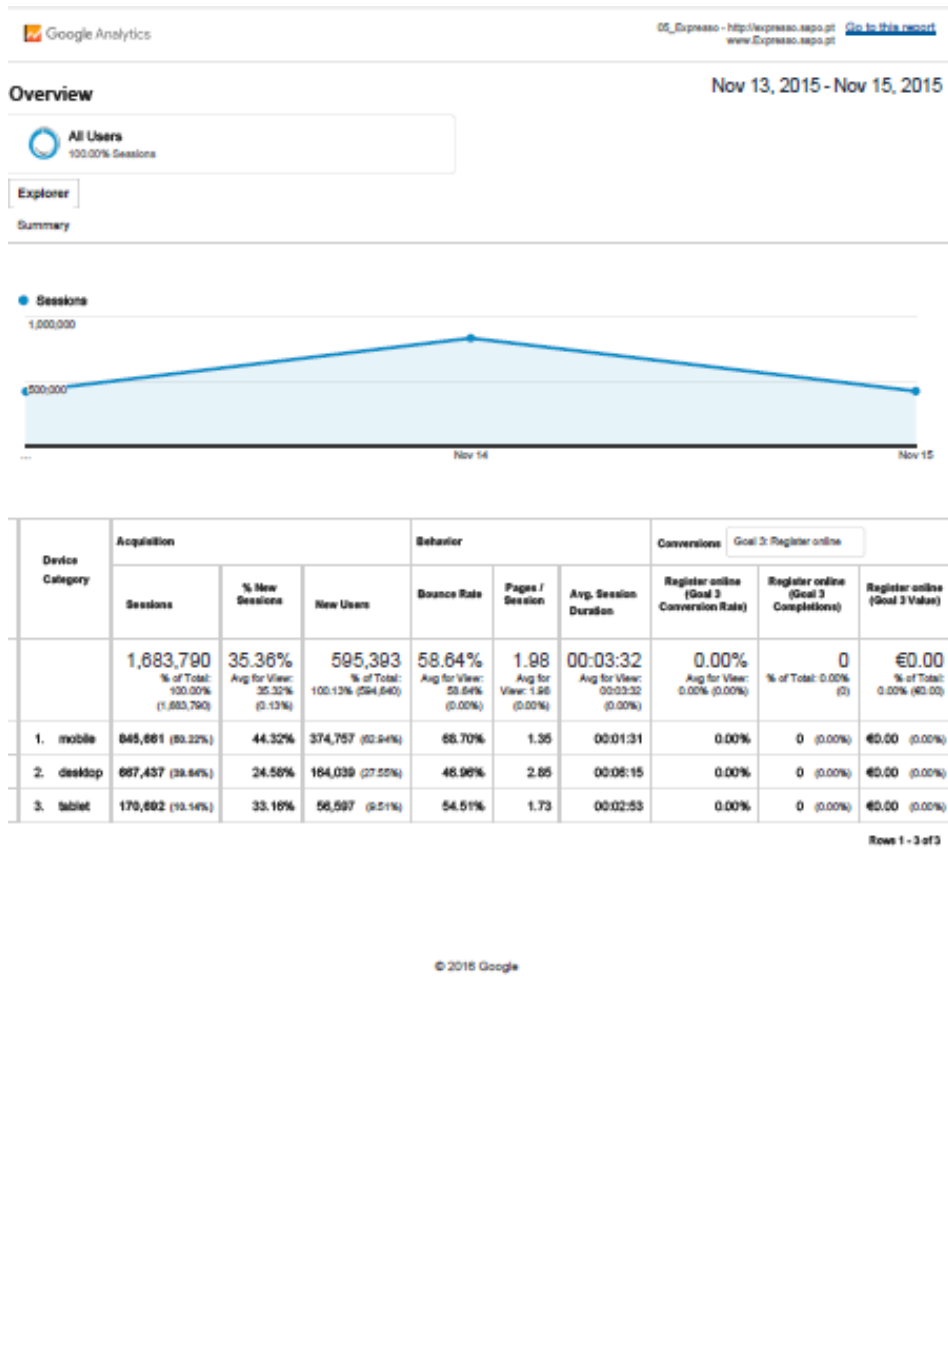 Google Analytics
05_Expresso - http://expresso.sapo.pt
www.Expresso.sapo.pt
Go to this report
Overview
Nov 13, 2015 - Nov 15, 2015
All Users
100.00% Sessions
Explorer
Summary
Sessions
1,000,000
500,000
... Nov 14 Nov 15
Device Category
Acquisition
Behavior
Conversions Goal 3: Register online
Sessions
% New Sessions
New Users
Bounce Rate
Pages / Session
Avg. Session Duration
Register online (Goal 3 Conversion Rate)
Register online (Goal 3 Completions)
Register online (Goal 3 Value)
1,683,790 35.36% 595,393 58.64% 1.98 00:03:32 0.00% 0 €0.00
% of Total: 100.00% (1,683,790)
Avg for View: 35.32% (0.13%)
% of Total: 100.13% (594,640)
Avg for View: 58.64% (0.00%)
Avg for View: 1.98 (0.00%)
Avg for View: 00:03:32 (0.00%)
Avg for View: 0.00% (0.00%)
% of Total: 0.00% (0)
% of Total: 0.00% (€0.00)
1. mobile 845,661 (50.22%) 44.32% 374,757 (62.94%) 68.70% 1.35 00:01:31 0.00% 0 (0.00%) €0.00 (0.00%)
2. desktop 667,437 (39.64%) 24.58% 164,039 (27.55%) 46.96% 2.85 00:06:15 0.00% 0 (0.00%) €0.00 (0.00%)
3. tablet 170,692 (10.14%) 33.16% 56,597 (9.51%) 54.51% 1.73 00:02:53 0.00% 0 (0.00%) €0.00 (0.00%)
Rows 1 - 3 of 3
© 2016 Google